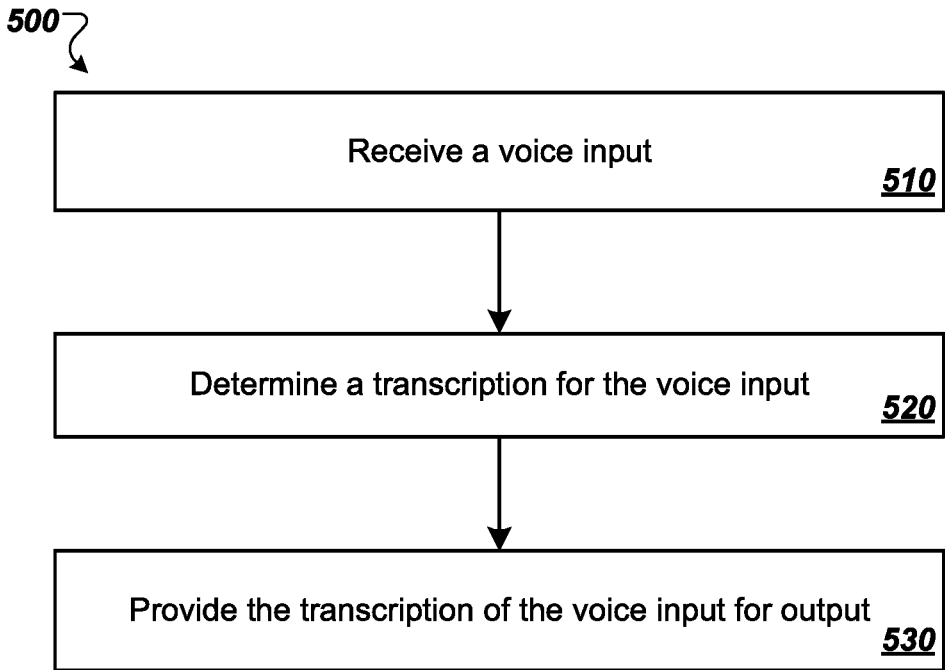 500
Receive a voice input
510
Determine a transcription for the voice input
520
Provide the transcription of the voice input for output
530